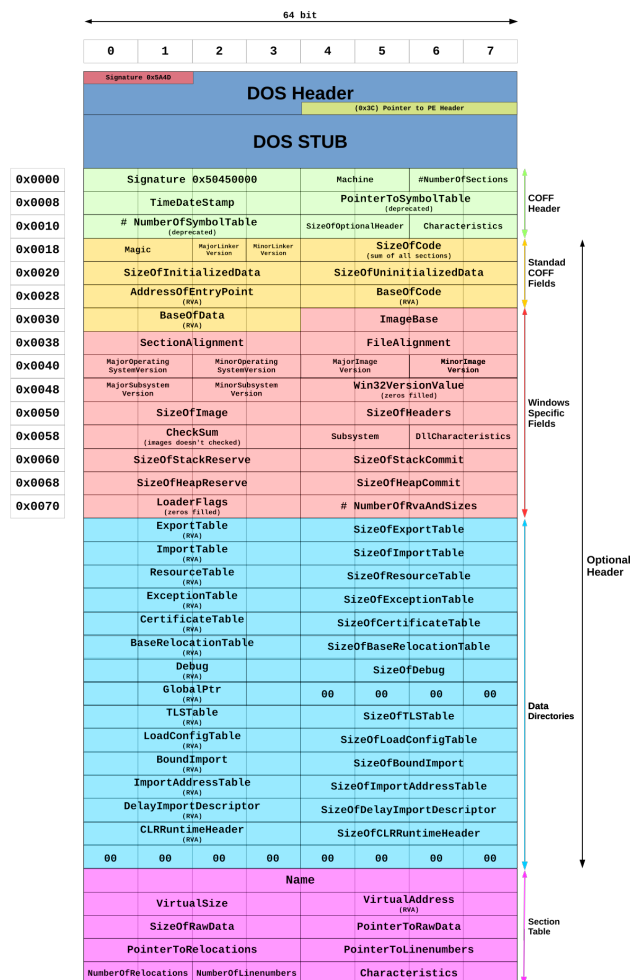 64 bit
0 1 2 3 4 5 6 7
Signature 0x5A4D
DOS Header
(0x3C) Pointer to PE Header
DOS STUB
0x0000 Signature 0x50450000 Machine #NumberOfSections
0x0008 TimeDateStamp PointerToSymbolTable
(deprecated)
COFF
Header
0x0010 # NumberOfSymbolTable SizeOfOptionalHeader Characteristics
(deprecated)
0x0018 Magic MajorLinker MinorLinker SizeOfCode
Version Version (sum of all sections)
Standad
COFF
Fields
0x0020 SizeOfInitializedData SizeOfUninitializedData
0x0028 AddressOfEntryPoint BaseOfCode
(RVA) (RVA)
0x0030 BaseOfData ImageBase
(RVA)
0x0038 SectionAlignment FileAlignment
0x0040 MajorOperating MinorOperating MajorImage MinorImage
SystemVersion SystemVersion Version Version
0x0048 MajorSubsystem MinorSubsystem Win32VersionValue
Version Version (zeros filled)
Windows
Specific
Fields
0x0050 SizeOfImage SizeOfHeaders
0x0058 CheckSum Subsystem DllCharacteristics
(images doesn't checked)
0x0060 SizeOfStackReserve SizeOfStackCommit
0x0068 SizeOfHeapReserve SizeOfHeapCommit
0x0070 LoaderFlags # NumberOfRvaAndSizes
(zeros filled)
ExportTable SizeOfExportTable
(RVA)
ImportTable SizeOfImportTable
(RVA)
Optional
Header
ResourceTable SizeOfResourceTable
(RVA)
ExceptionTable SizeOfExceptionTable
(RVA)
CertificateTable SizeOfCertificateTable
(RVA)
BaseRelocationTable SizeOfBaseRelocationTable
(RVA)
Debug SizeOfDebug
(RVA)
GlobalPtr 00 00 00 00
(RVA)
Data
Directories
TLSTable SizeOfTLSTable
(RVA)
LoadConfigTable SizeOfLoadConfigTable
(RVA)
BoundImport SizeOfBoundImport
(RVA)
ImportAddressTable SizeOfImportAddressTable
(RVA)
DelayImportDescriptor SizeOfDelayImportDescriptor
(RVA)
CLRRuntimeHeader SizeOfCLRRuntimeHeader
(RVA)
00 00 00 00 00 00 00 00
Name
VirtualSize VirtualAddress
(RVA)
SizeOfRawData PointerToRawData
Section
Table
PointerToRelocations PointerToLinenumbers
NumberOfRelocations NumberOfLinenumbers Characteristics